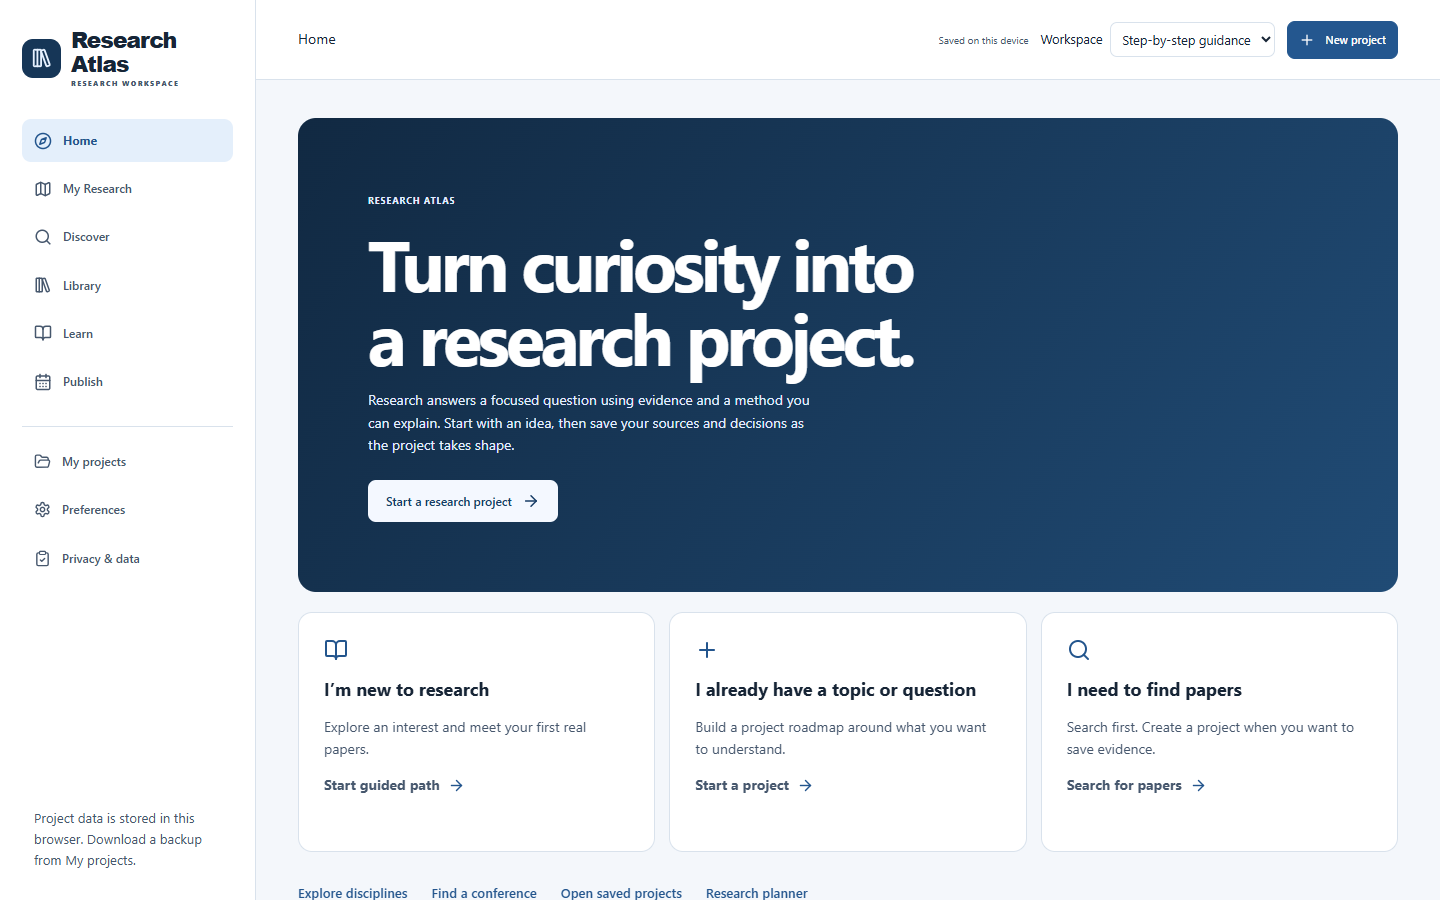 Research
Atlas
RESEARCH WORKSPACE
Home
My Research
Discover
Library
Learn
Publish
My projects
Preferences
Privacy & data
Project data is stored in this
browser. Download a backup
from My projects.
Home
Saved on this device
Workspace
Step-by-step guidance
New project
RESEARCH ATLAS
Turn curiosity into
a research project.
Research answers a focused question using evidence and a method you
can explain. Start with an idea, then save your sources and decisions as
the project takes shape.
Start a research project
I’m new to research
Explore an interest and meet your first real
papers.
Start guided path
I already have a topic or question
Build a project roadmap around what you want
to understand.
Start a project
I need to find papers
Search first. Create a project when you want to
save evidence.
Search for papers
Explore disciplines
Find a conference
Open saved projects
Research planner